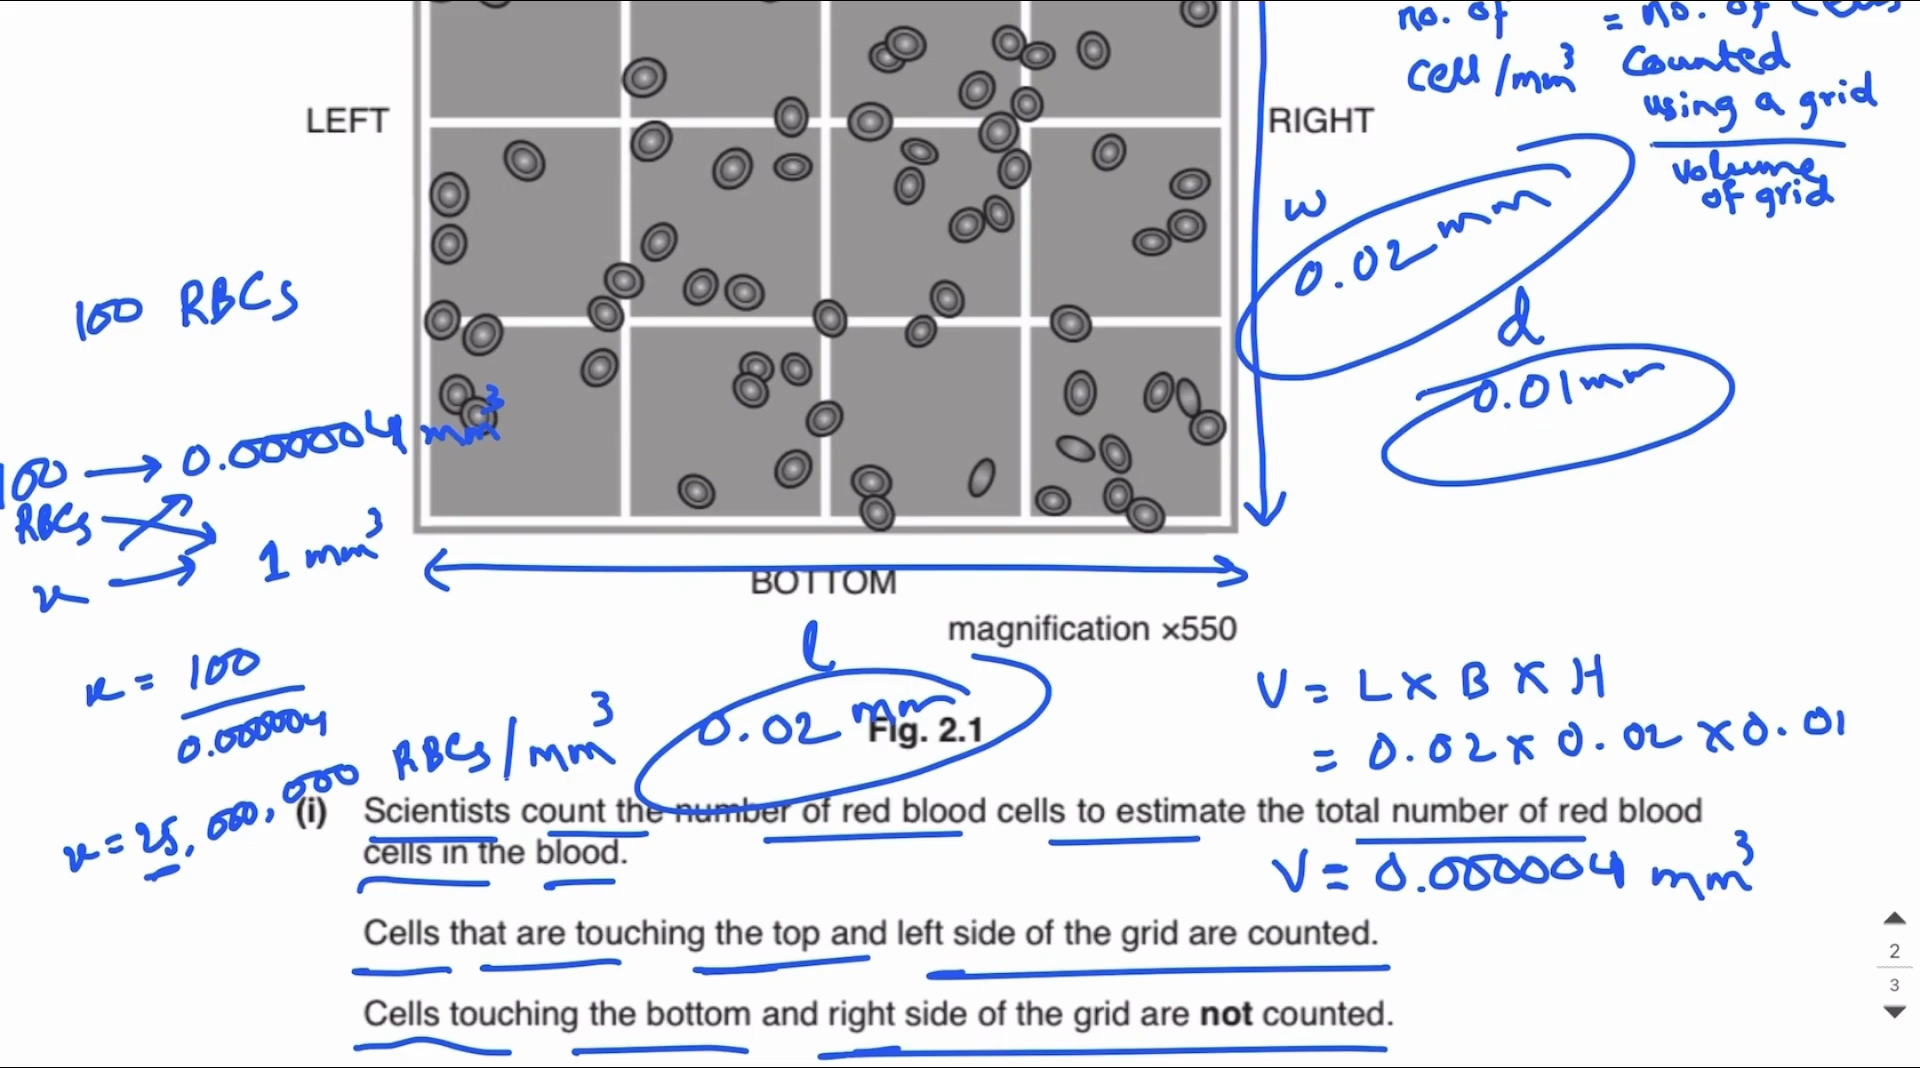 no. of = no. of cells
cell/mm³ counted
using a grid
volume
of grid
LEFT
RIGHT
w
0.02 mm
d
0.01mm
100 RBCs
100 → 0.000004 mm³
RBCs
x → 1 mm³
BOTTOM
magnification ×550
l
0.02 mm
Fig. 2.1
x = 100
0.000004
x = 25,000,000 RBCs/mm³
V = L x B x H
= 0.02 x 0.02 x 0.01
V = 0.000004 mm³
(i) Scientists count the number of red blood cells to estimate the total number of red blood
cells in the blood.
Cells that are touching the top and left side of the grid are counted.
Cells touching the bottom and right side of the grid are not counted.
2
3